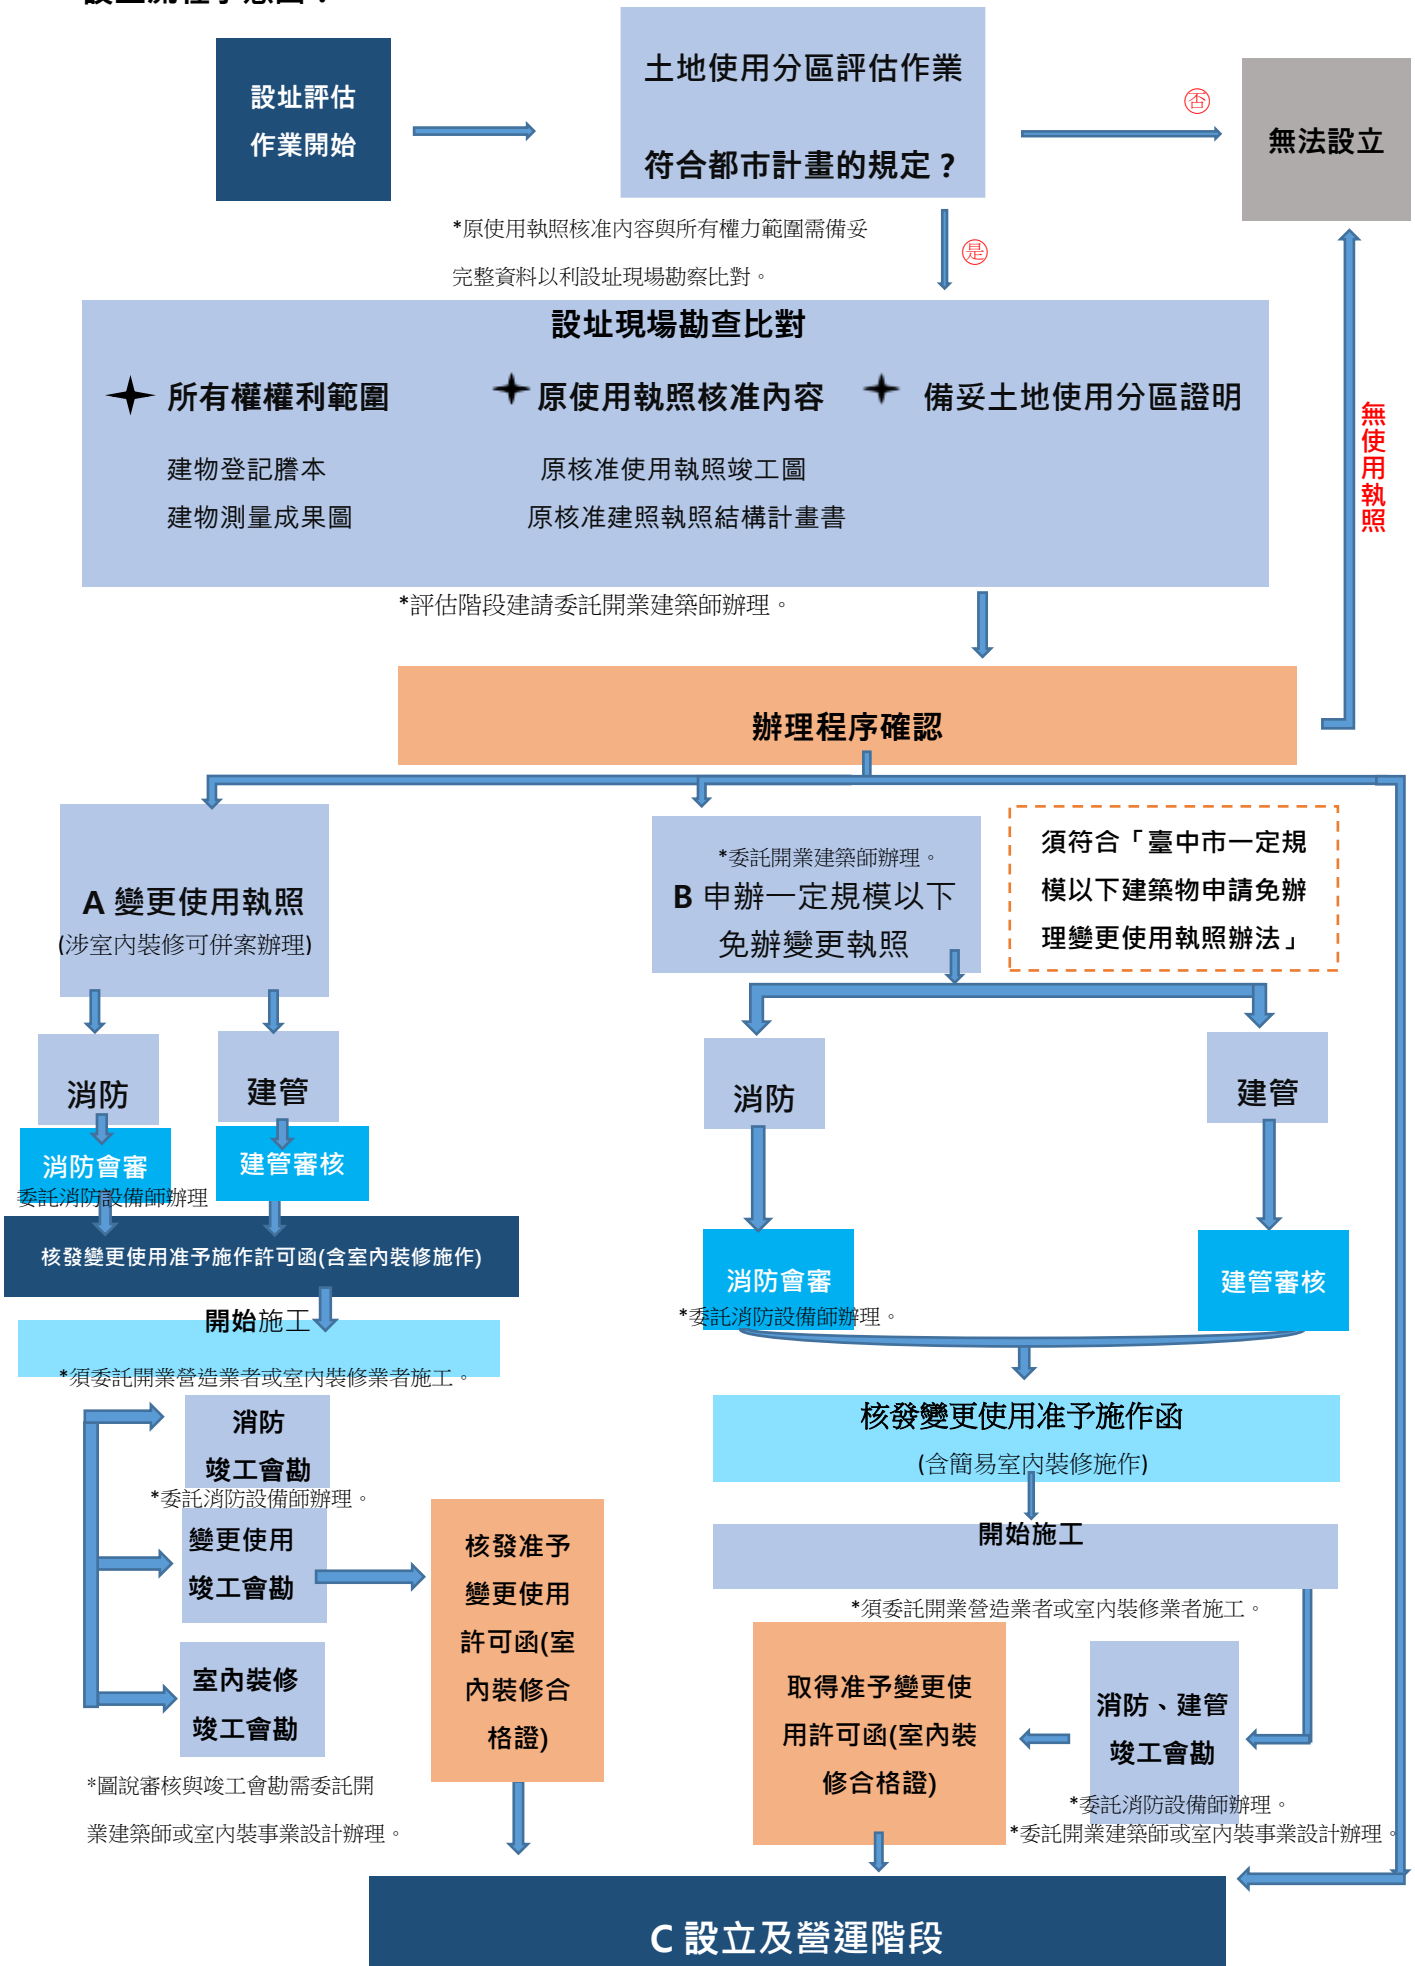 設址評估
作業開始
土地使用分區評估作業
符合都市計畫的規定？
否
無法設立
*原使用執照核准內容與所有權力範圍需備妥
完整資料以利設址現場勘察比對。
是
設址現場勘查比對
所有權權利範圍
建物登記謄本
建物測量成果圖
原使用執照核准內容
原核准使用執照竣工圖
原核准建照執照結構計畫書
備妥土地使用分區證明
無使用執照
*評估階段建請委託開業建築師辦理。
辦理程序確認
A 變更使用執照
(涉室內裝修可併案辦理)
消防
建管
消防會審
建管審核
委託消防設備師辦理
核發變更使用准予施作許可函(含室內裝修施作)
開始施工
*須委託開業營造業者或室內裝修業者施工。
消防
竣工會勘
*委託消防設備師辦理。
變更使用
竣工會勘
室內裝修
竣工會勘
*圖說審核與竣工會勘需委託開
業建築師或室內裝事業設計辦理。
核發准予
變更使用
許可函(室
內裝修合
格證)
*委託開業建築師辦理。
B 申辦一定規模以下
免辦變更執照
須符合「臺中市一定規
模以下建築物申請免辦
理變更使用執照辦法」
消防
建管
消防會審
*委託消防設備師辦理。
建管審核
核發變更使用准予施作函
(含簡易室內裝修施作)
開始施工
*須委託開業營造業者或室內裝修業者施工。
消防、建管
竣工會勘
*委託消防設備師辦理。
*委託開業建築師或室內裝事業設計辦理。
取得准予變更使
用許可函(室內裝
修合格證)
C 設立及營運階段